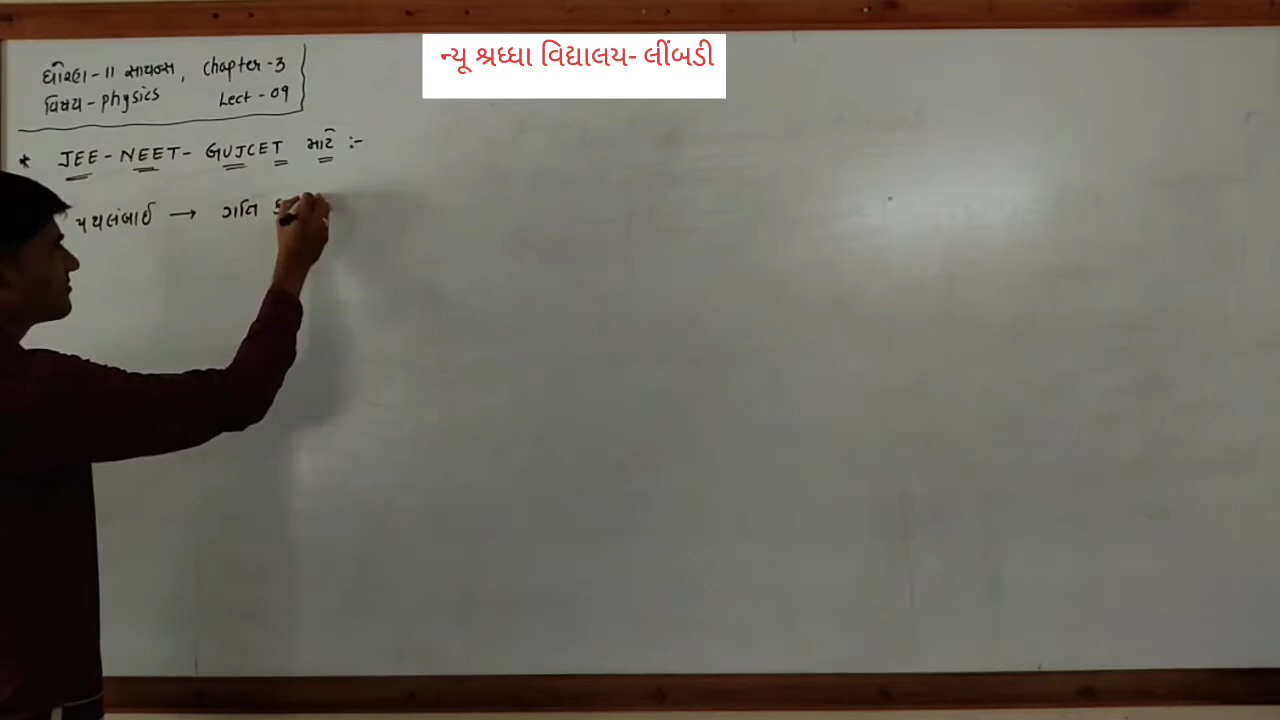 ન્યૂ શ્રધ્ધા વિદ્યાલય- લીંબડી
ધોરણ - 11 સાયન્સ, Chapter - 3
વિષય - physics Lect - 09
* JEE - NEET - GUJCET માટે :-
પથલંબાઈ → ગતિ